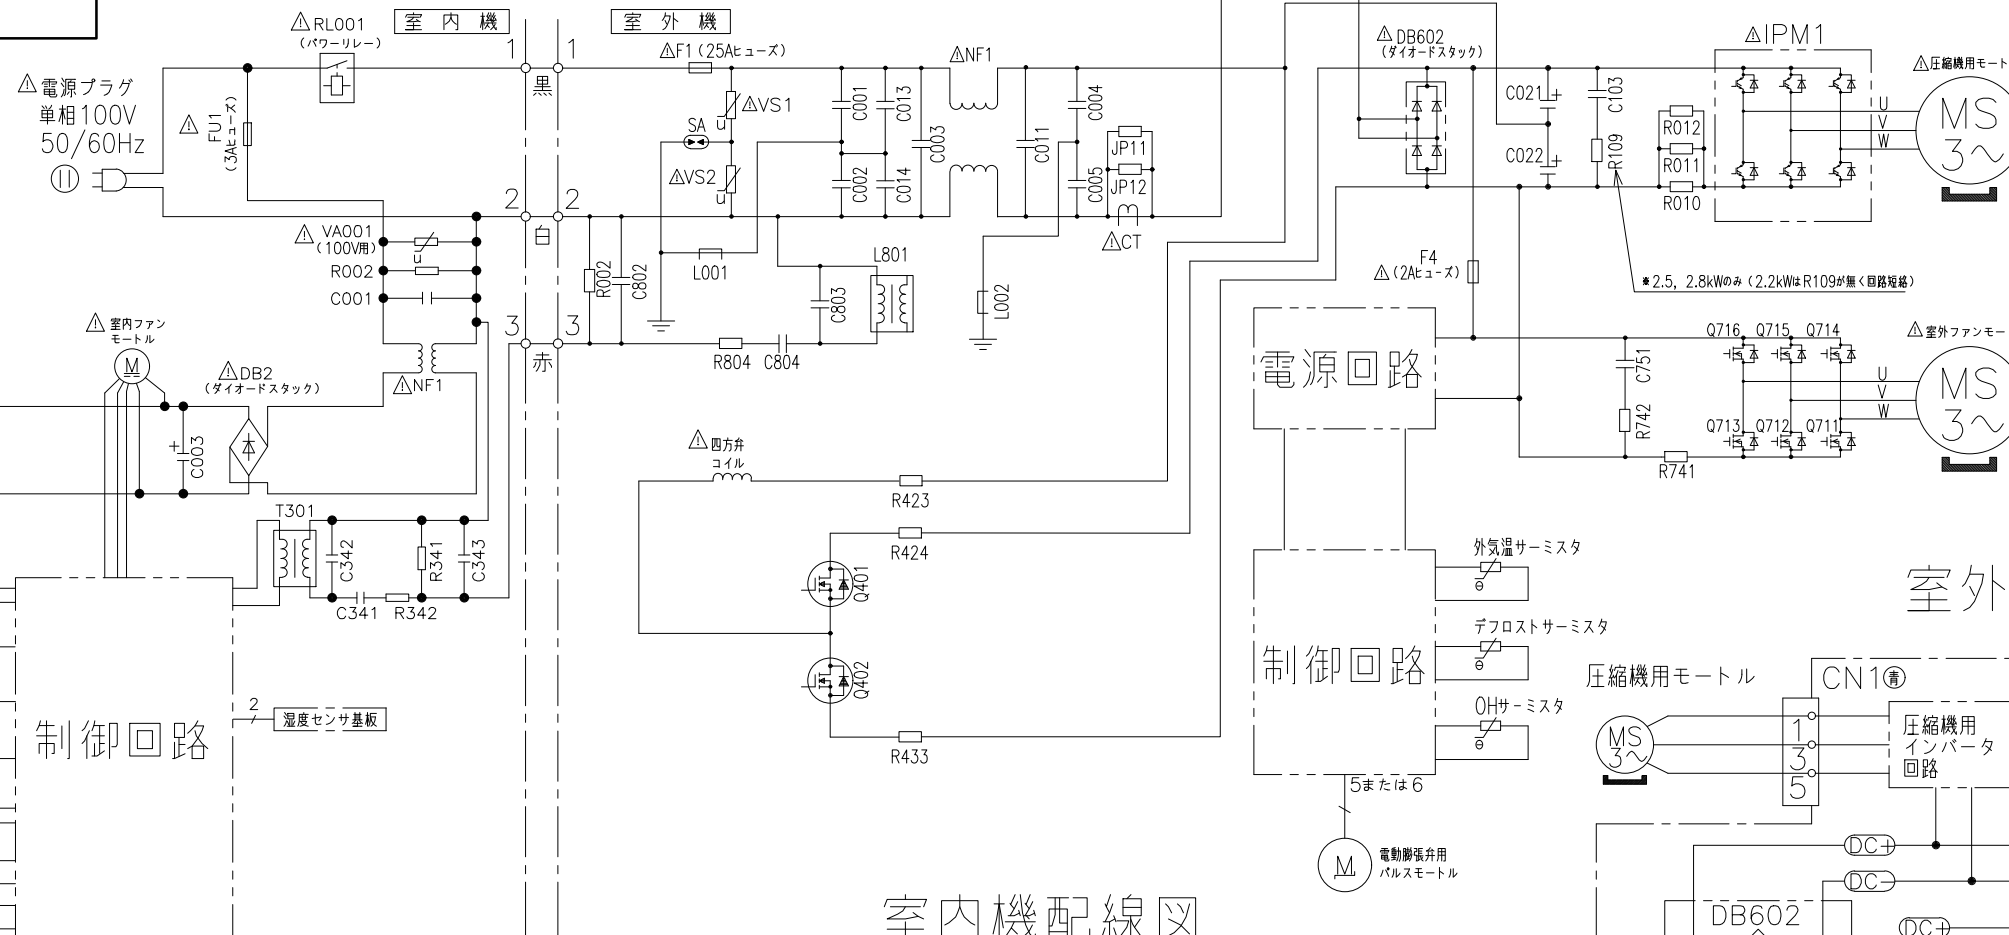 RL001
(パワーリレー)
室内機
室外機
1
1
黒
F1(25Aヒューズ)
NF1
DB602
(ダイオードスタック)
IPM1
圧縮機用モート
電源プラグ
単相100V
50/60Hz
FU1
(3Aヒューズ)
VS1
u
SA
VS2
u
C001
C013
C003
C002
C014
C011
C004
C005
JP11
JP12
CT
C021
+
C022
+
C103
R109
R012
R011
R010
U
V
W
MS
3~
2
2
白
VA001
(100V用)
u
R002
C001
R002
C802
L001
L801
C803
L002
F4
(2Aヒューズ)
※2.5, 2.8kWのみ(2.2kWはR109が無く回路短絡)
3
3
赤
R804
C804
室内ファン
モートル
M
DB2
(ダイオードスタック)
NF1
+
C003
電源回路
C751
R742
R741
Q716
Q715
Q714
Q713
Q712
Q711
U
V
W
室外ファンモー
MS
3~
四方弁
コイル
R423
R424
Q401
Q402
R433
T301
C342
R341
C343
C341
R342
制御回路
2
湿度センサ基板
制御回路
外気温サーミスタ
θ
デフロストサーミスタ
θ
OHサーミスタ
θ
5または6
M
電動膨張弁用
パルスモートル
室外
圧縮機用モートル
MS
3~
CN1青
1
3
5
圧縮機用
インバータ
回路
DC+
DC-
DB602
DC+
室内機配線図